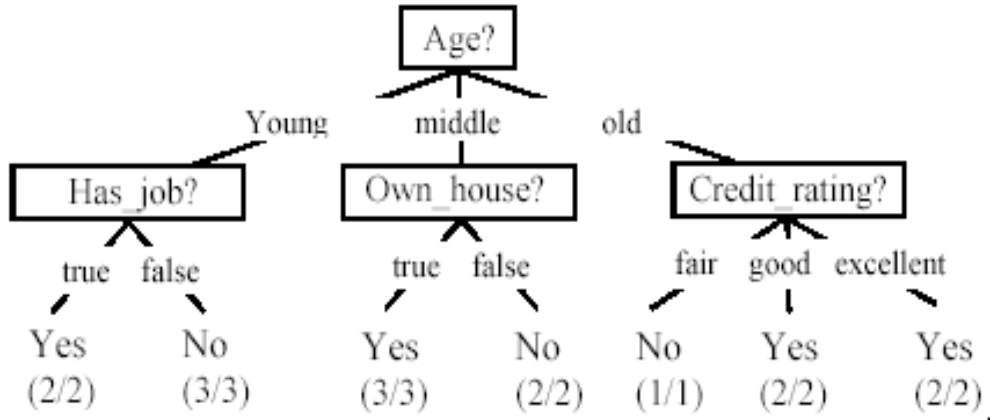 Age?
Young middle old
Has_job? Own_house? Credit_rating?
true false true false fair good excellent
Yes No Yes No No Yes Yes
(2/2) (3/3) (3/3) (2/2) (1/1) (2/2) (2/2)